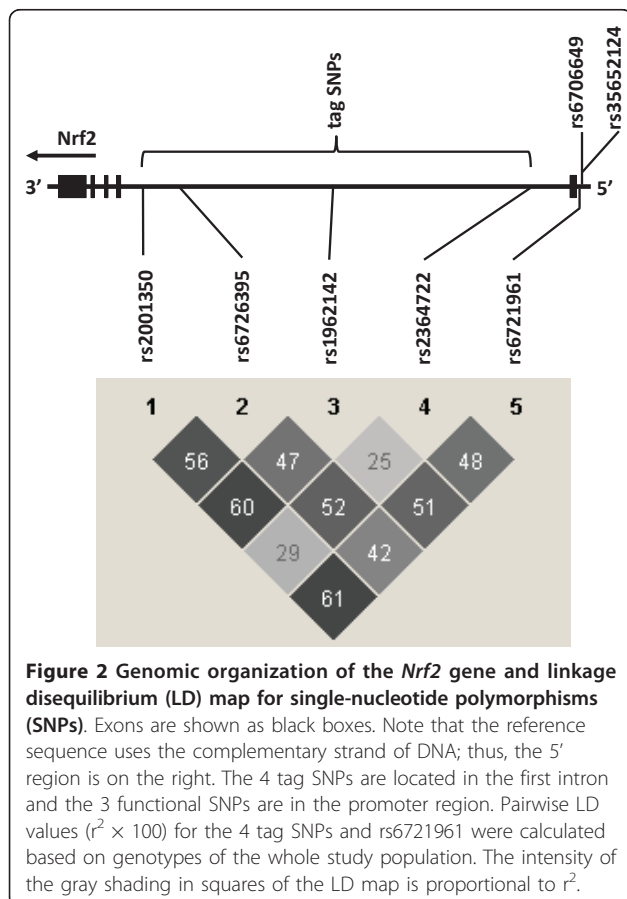 rs6706649
rs35652124
tag SNPs
Nrf2
3’
5’
rs2001350
rs6726395
rs1962142
rs2364722
rs6721961
1 2 3 4 5
56 47 25 48
60 52 51
29 42
61
Figure 2 Genomic organization of the Nrf2 gene and linkage
disequilibrium (LD) map for single-nucleotide polymorphisms
(SNPs). Exons are shown as black boxes. Note that the reference
sequence uses the complementary strand of DNA; thus, the 5’
region is on the right. The 4 tag SNPs are located in the first intron
and the 3 functional SNPs are in the promoter region. Pairwise LD
values (r² × 100) for the 4 tag SNPs and rs6721961 were calculated
based on genotypes of the whole study population. The intensity of
the gray shading in squares of the LD map is proportional to r².